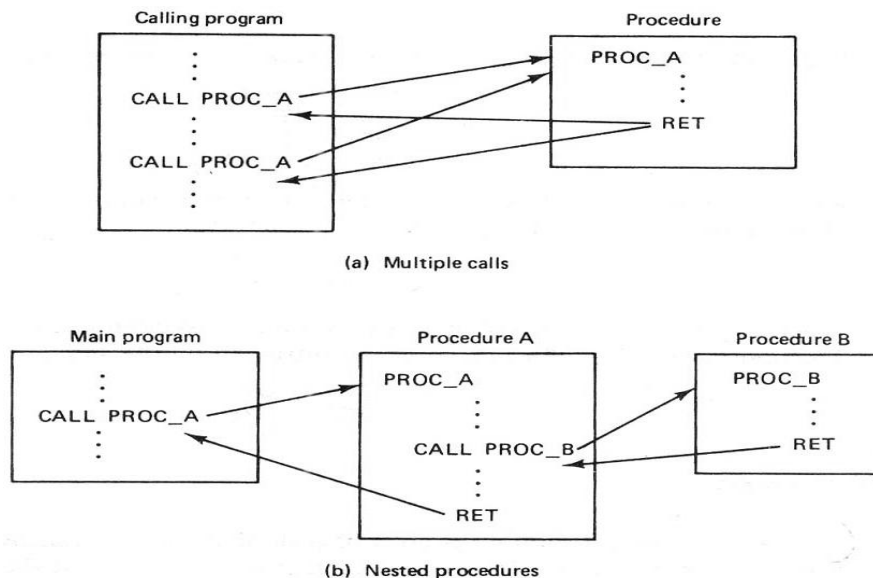 Calling program
CALL PROC_A
CALL PROC_A
Procedure
PROC_A
RET
(a) Multiple calls
Main program
CALL PROC_A
Procedure A
PROC_A
CALL PROC_B
RET
Procedure B
PROC_B
RET
(b) Nested procedures